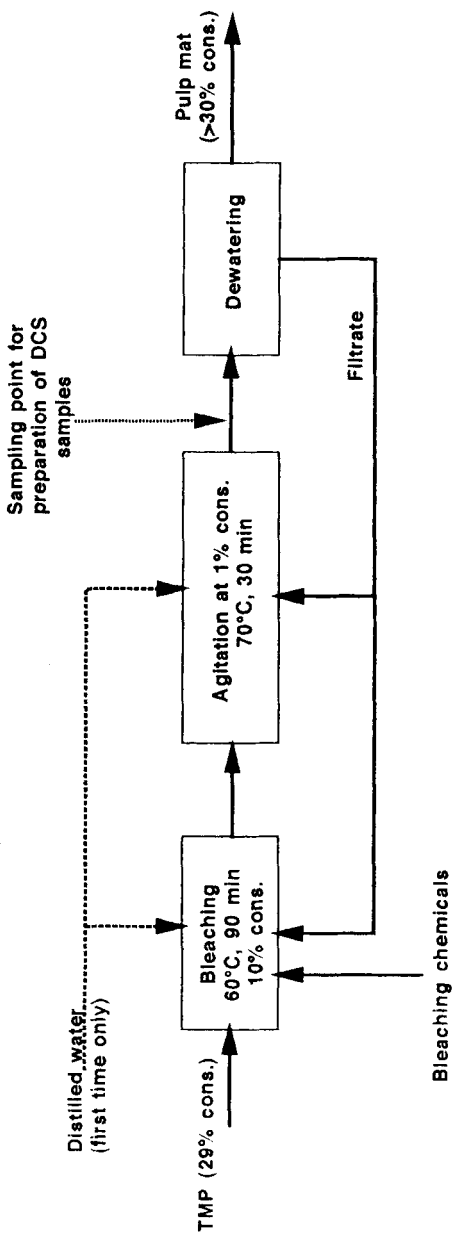 Distilled water
(first time only)
Sampling point for
preparation of DCS
samples
TMP (29% cons.)
Bleaching
60°C, 90 min
10% cons.
Agitation at 1% cons.
70°C, 30 min
Dewatering
Pulp mat
(>30% cons.)
Filtrate
Bleaching chemicals